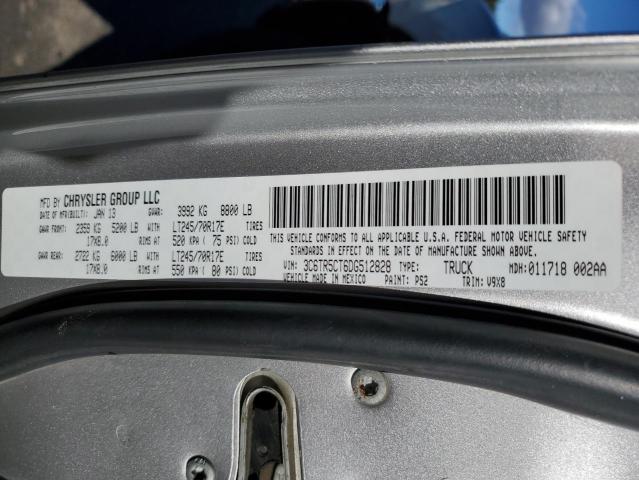 MFD BY CHRYSLER GROUP LLC
DATE OF MFR(BUILT): JAN 13 GVWR: 3992 KG 8800 LB
GAWR FRONT: 2359 KG 5200 LB WITH LT245/70R17E TIRES
17X8.0 RIMS AT 520 KPA ( 75 PSI) COLD
GAWR REAR: 2722 KG 6000 LB WITH LT245/70R17E TIRES
17X8.0 RIMS AT 550 KPA ( 80 PSI) COLD
THIS VEHICLE CONFORMS TO ALL APPLICABLE U.S.A. FEDERAL MOTOR VEHICLE SAFETY
STANDARDS IN EFFECT ON THE DATE OF MANUFACTURE SHOWN ABOVE.
VIN: 3C6TR5CT6DG512828 TYPE: TRUCK MDH: 011718 002AA
VEHICLE MADE IN MEXICO PAINT: PS2 TRIM: V9X8